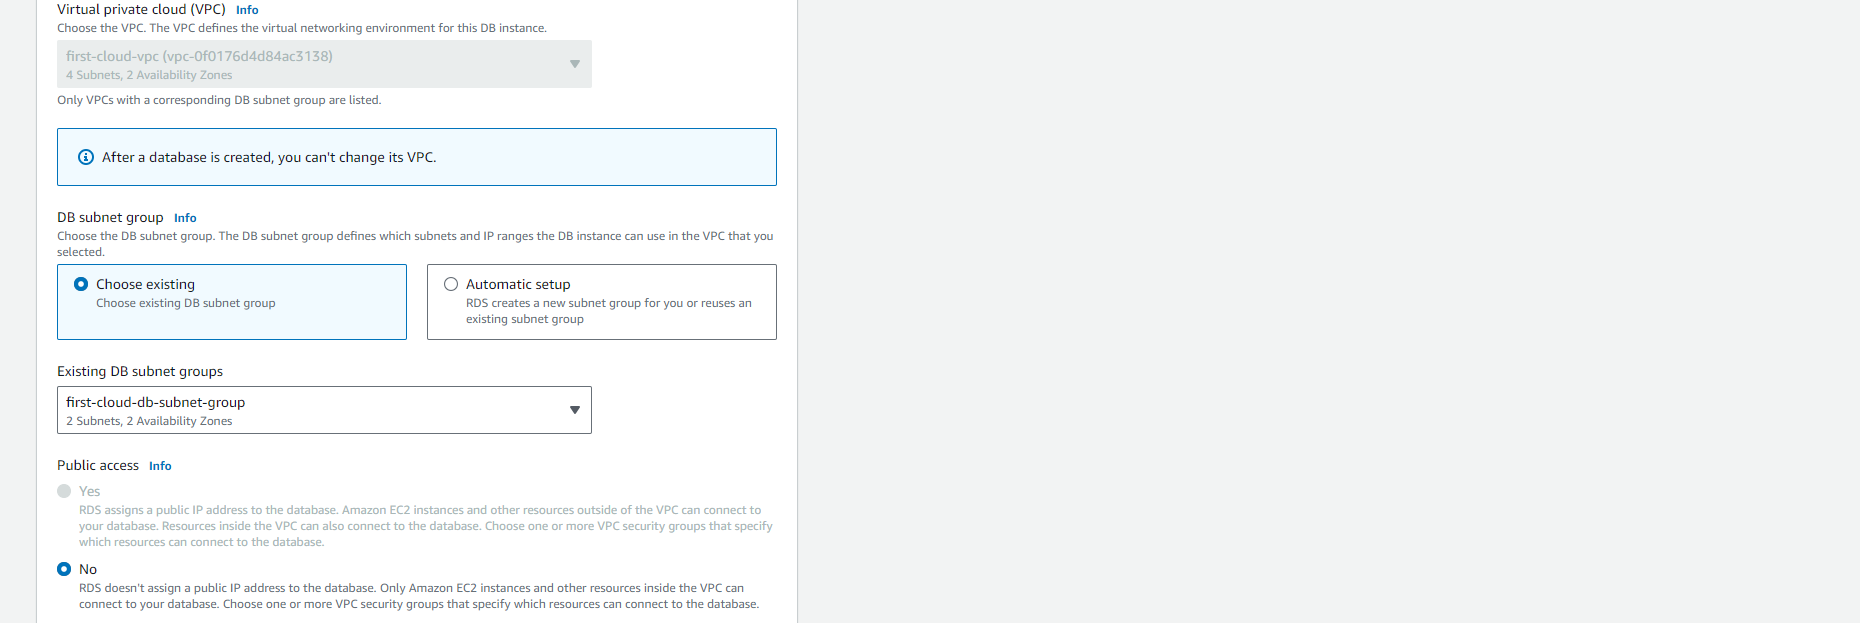 Virtual private cloud (VPC) Info
Choose the VPC. The VPC defines the virtual networking environment for this DB instance.
first-cloud-vpc (vpc-0f0176d4d84ac3138)
4 Subnets, 2 Availability Zones
Only VPCs with a corresponding DB subnet group are listed.
After a database is created, you can't change its VPC.
DB subnet group Info
Choose the DB subnet group. The DB subnet group defines which subnets and IP ranges the DB instance can use in the VPC that you
selected.
Choose existing
Choose existing DB subnet group
Automatic setup
RDS creates a new subnet group for you or reuses an
existing subnet group
Existing DB subnet groups
first-cloud-db-subnet-group
2 Subnets, 2 Availability Zones
Public access Info
Yes
RDS assigns a public IP address to the database. Amazon EC2 instances and other resources outside of the VPC can connect to
your database. Resources inside the VPC can also connect to the database. Choose one or more VPC security groups that specify
which resources can connect to the database.
No
RDS doesn't assign a public IP address to the database. Only Amazon EC2 instances and other resources inside the VPC can
connect to your database. Choose one or more VPC security groups that specify which resources can connect to the database.